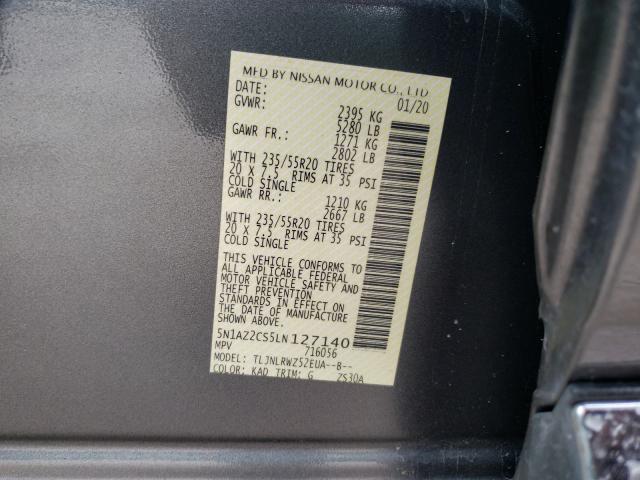 MFD BY NISSAN MOTOR CO., LTD
DATE: 01/20
GVWR: 2395 KG
5280 LB
GAWR FR.: 1271 KG
2802 LB
WITH 235/55R20 TIRES
20 X 7.5 RIMS AT 35 PSI
COLD SINGLE
GAWR RR.: 1210 KG
2667 LB
WITH 235/55R20 TIRES
20 X 7.5 RIMS AT 35 PSI
COLD SINGLE
THIS VEHICLE CONFORMS TO
ALL APPLICABLE FEDERAL
MOTOR VEHICLE SAFETY AND
THEFT PREVENTION
STANDARDS IN EFFECT ON
THE DATE OF MANUFACTURE
SHOWN ABOVE.
5N1AZ2CS5LN127140
MPV 716056
MODEL: TLJNLRWZ52EUA--B--
COLOR: KAD TRIM: G ZS30A